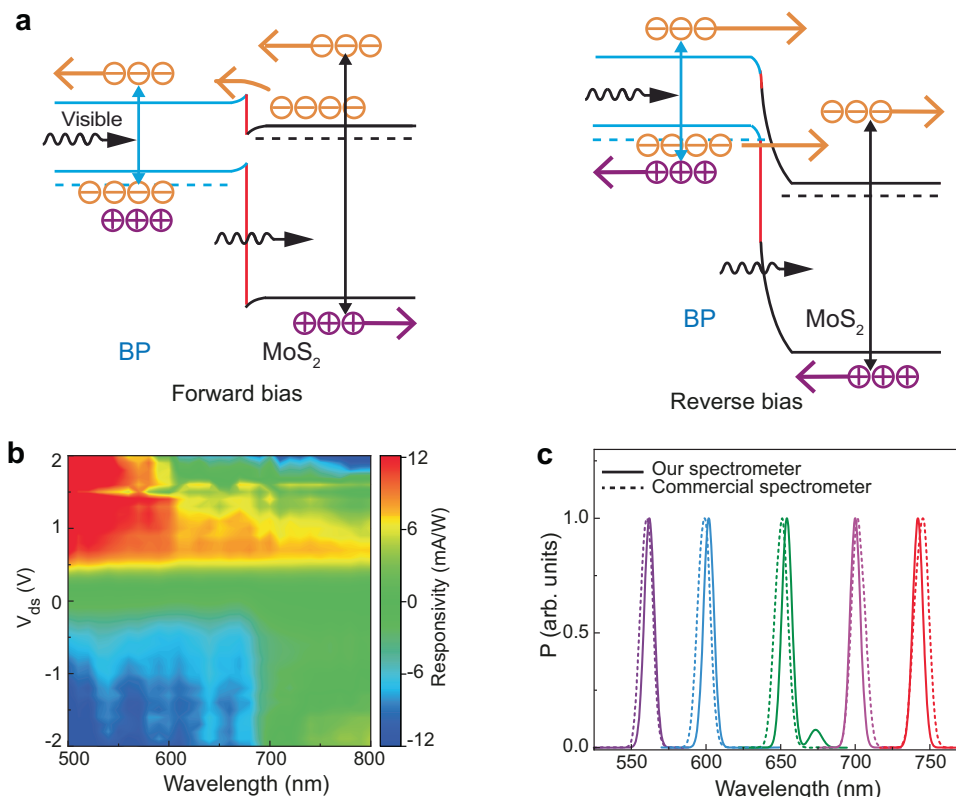 a
Visible
BP
MoS2
Forward bias
BP
MoS2
Reverse bias
b
2
1
0
-1
-2
Vds (V)
500
600
700
800
Wavelength (nm)
12
6
0
-6
-12
Responsivity (mA/W)
c
Our spectrometer
Commercial spectrometer
1.0
0.5
0.0
P (arb. units)
550
600
650
700
750
Wavelength (nm)